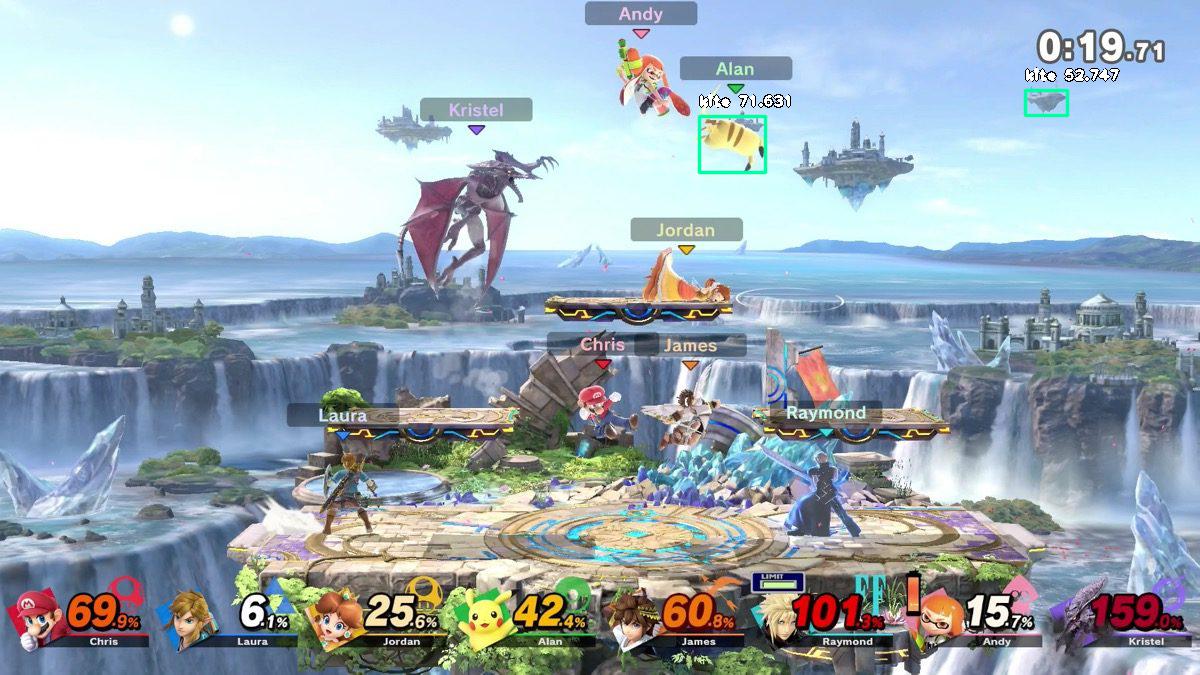 Andy
0:19.71
Alan
kite 52.747
kite 71.631
Kristel
Jordan
Chris
James
Laura
Raymond
LIMIT
69.9%
6.1%
25.6%
42.4%
60.8%
101.3%
15.7%
159.0%
Chris
Laura
Jordan
Alan
James
Raymond
Andy
Kristel